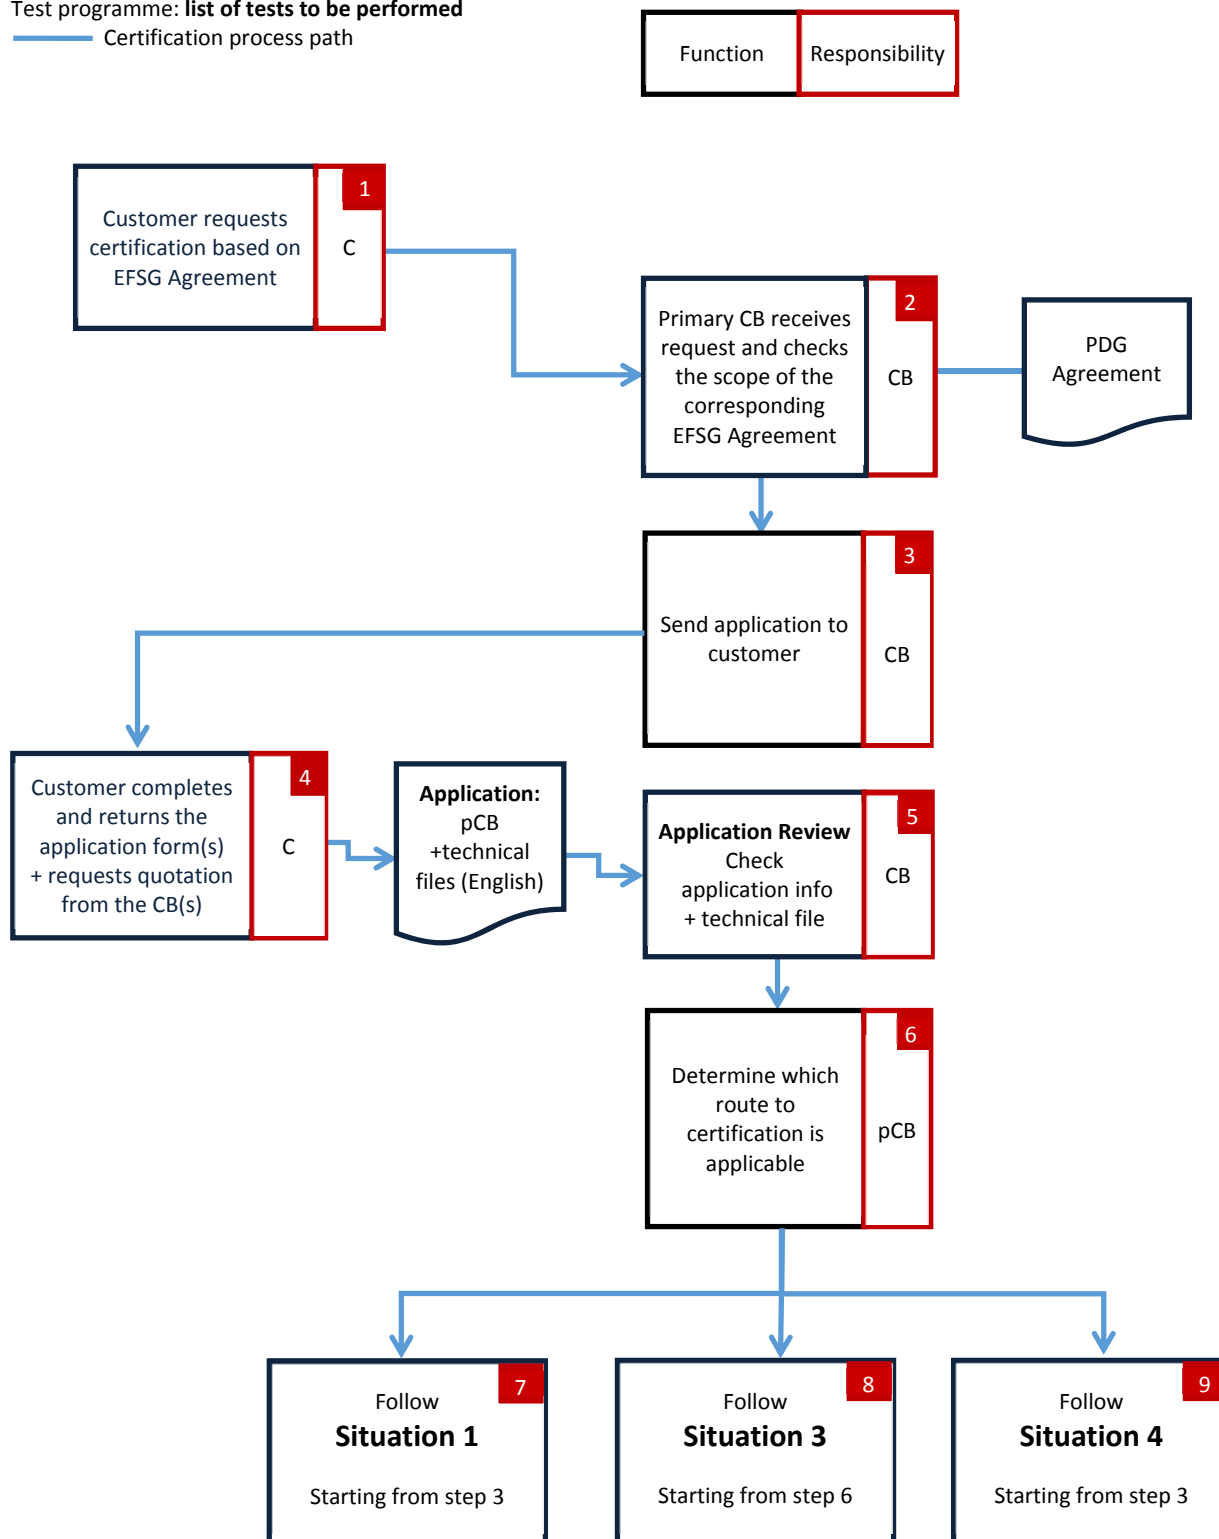 Test programme: list of tests to be performed
Certification process path
Function
Responsibility
1
Customer requests
certification based on
EFSG Agreement
C
2
Primary CB receives
request and checks
the scope of the
corresponding
EFSG Agreement
CB
PDG
Agreement
3
Send application to
customer
CB
4
Customer completes
and returns the
application form(s)
+ requests quotation
from the CB(s)
C
Application:
pCB
+technical
files (English)
5
Application Review
Check
application info
+ technical file
CB
6
Determine which
route to
certification is
applicable
pCB
7
Follow
Situation 1
Starting from step 3
8
Follow
Situation 3
Starting from step 6
9
Follow
Situation 4
Starting from step 3